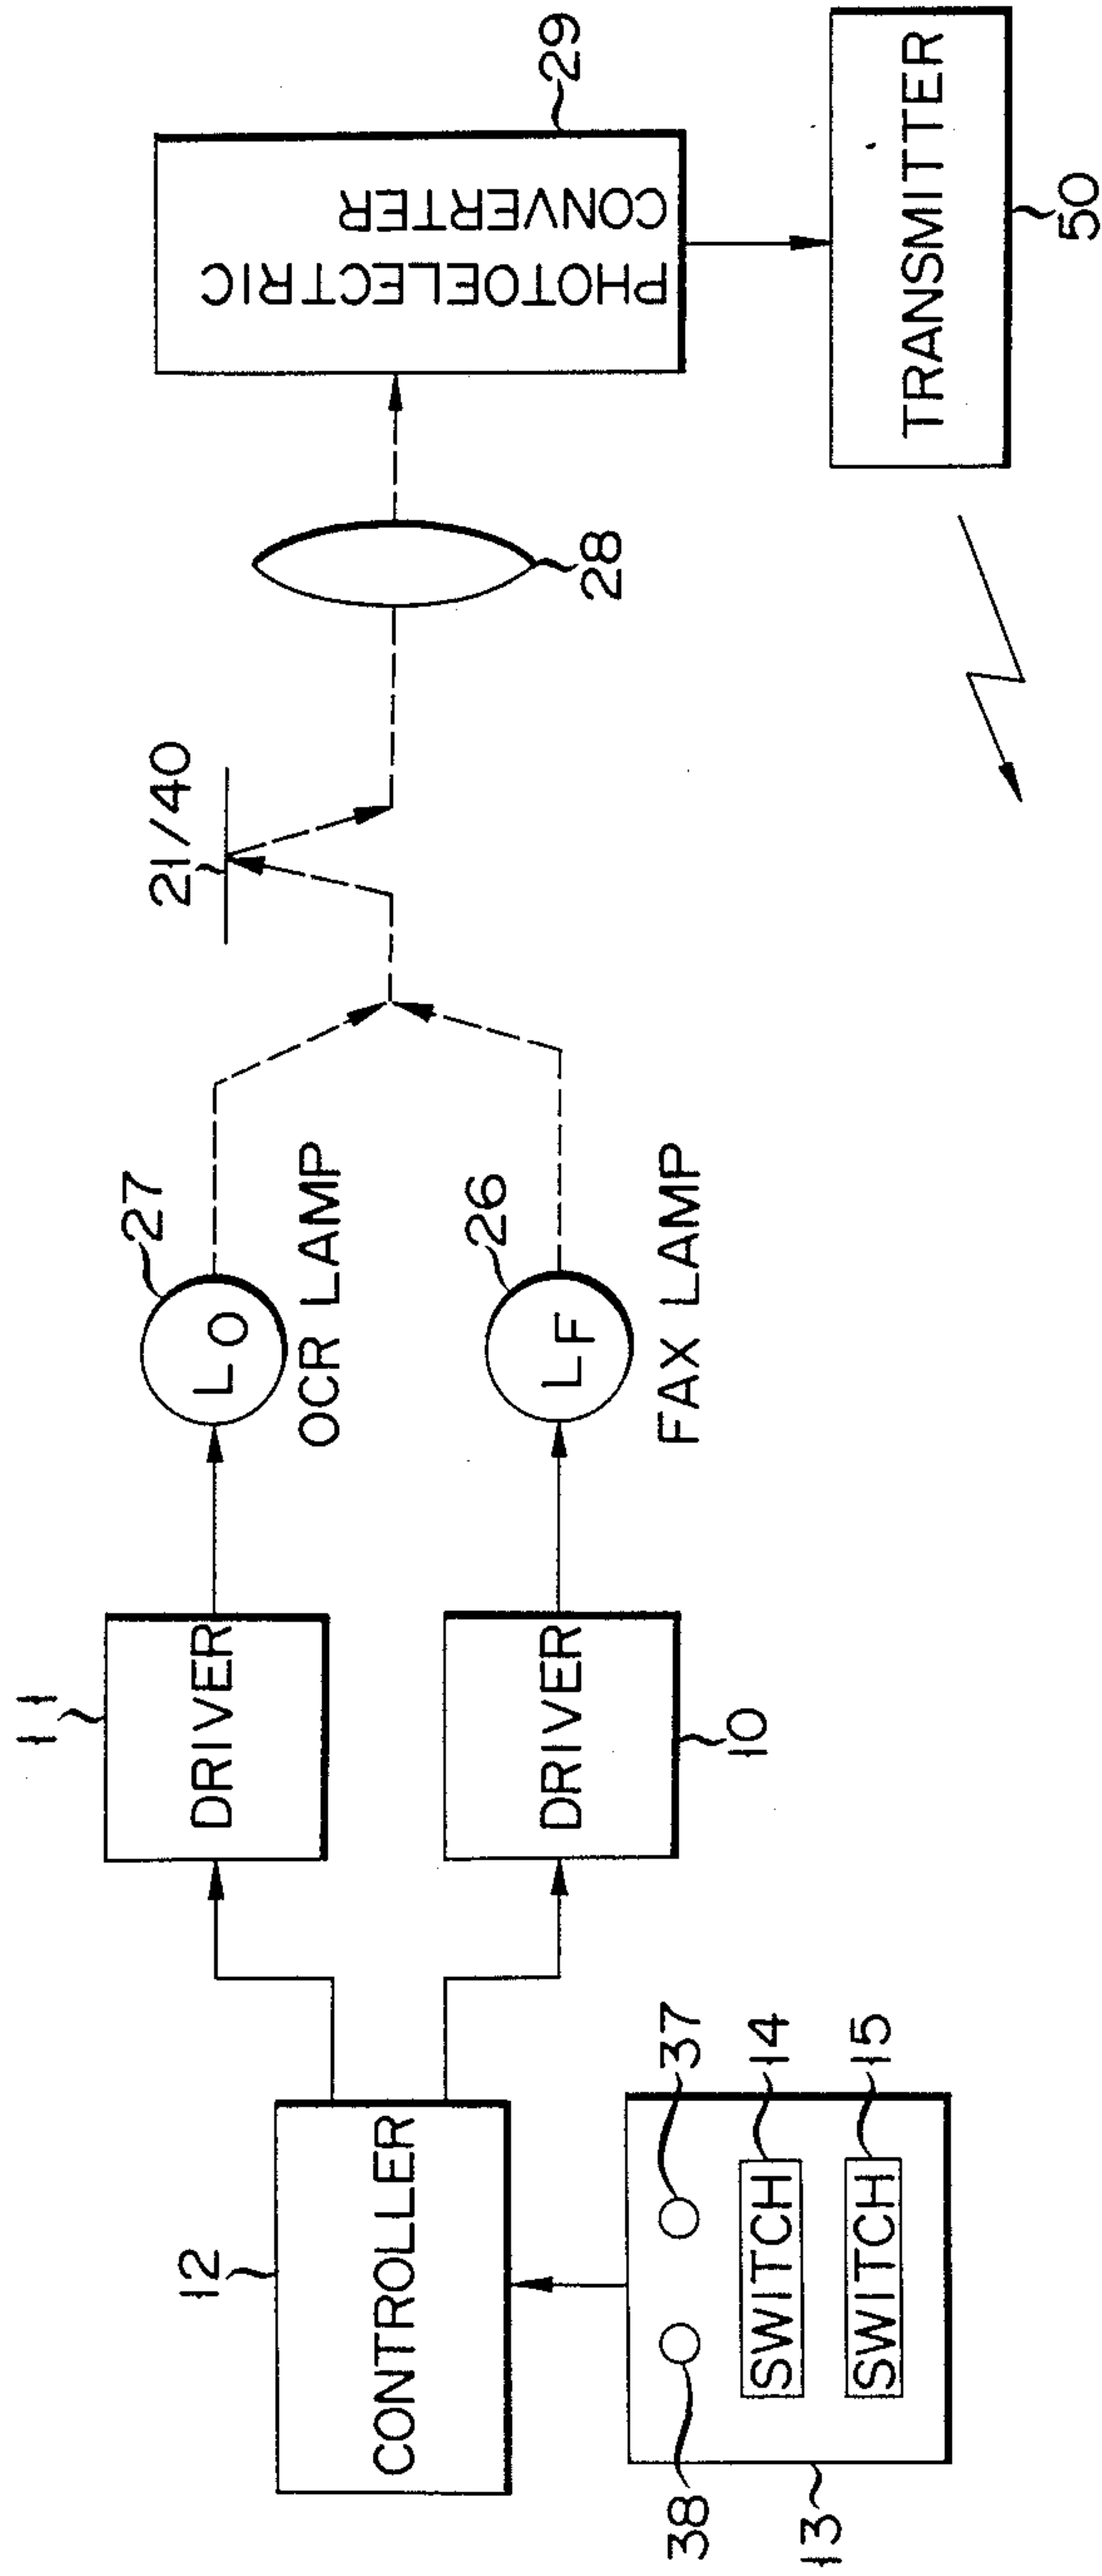 11
DRIVER
27
LO
OCR LAMP
21/40
12
CONTROLLER
DRIVER
10
26
LF
FAX LAMP
28
PHOTOELECTRIC
CONVERTER
29
38
37
SWITCH
14
SWITCH
15
13
TRANSMITTER
50